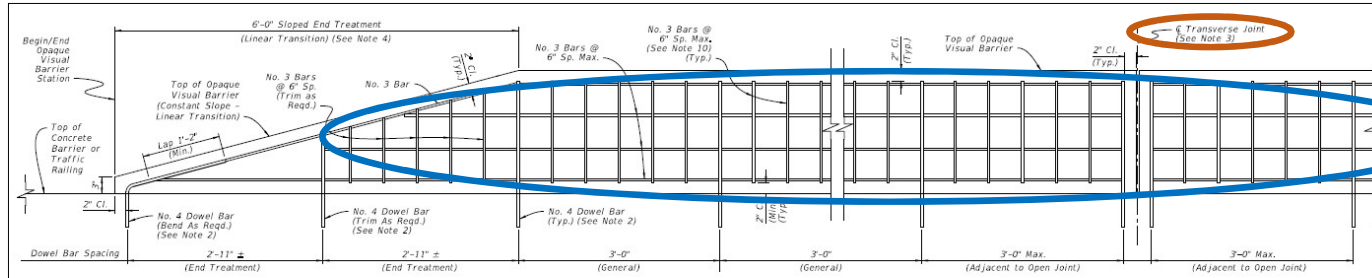 6'-0" Sloped End Treatment
(Linear Transition) (See Note 4)
Begin/End
Opaque
Visual
Barrier
Station
Top of Opaque
Visual Barrier
(Constant Slope –
Linear Transition)
No. 3 Bars
@ 6" Sp.
(Trim as
Reqd.)
No. 3 Bar
2" Cl.
(Typ.)
No. 3 Bars @
6" Sp. Max.
No. 3 Bars @
6" Sp. Max.
(See Note 10)
(Typ.)
2" Cl.
(Typ.)
Top of Opaque
Visual Barrier
2" Cl.
(Typ.)
℄ Transverse Joint
(See Note 3)
Top of
Concrete
Barrier or
Traffic
Railing
Lap 1'-2"
(Min.)
3"
2" Cl.
No. 4 Dowel Bar
(Bend As Reqd.)
(See Note 2)
No. 4 Dowel Bar
(Trim As Reqd.)
(See Note 2)
No. 4 Dowel Bar
(Typ.) (See Note 2)
2" Cl.
(Min.)
(Typ.)
Dowel Bar Spacing
2'-11" ±
(End Treatment)
2'-11" ±
(End Treatment)
3'-0"
(General)
3'-0"
(General)
3'-0" Max.
(Adjacent to Open Joint)
3'-0" Max.
(Adjacent to Open Joint)